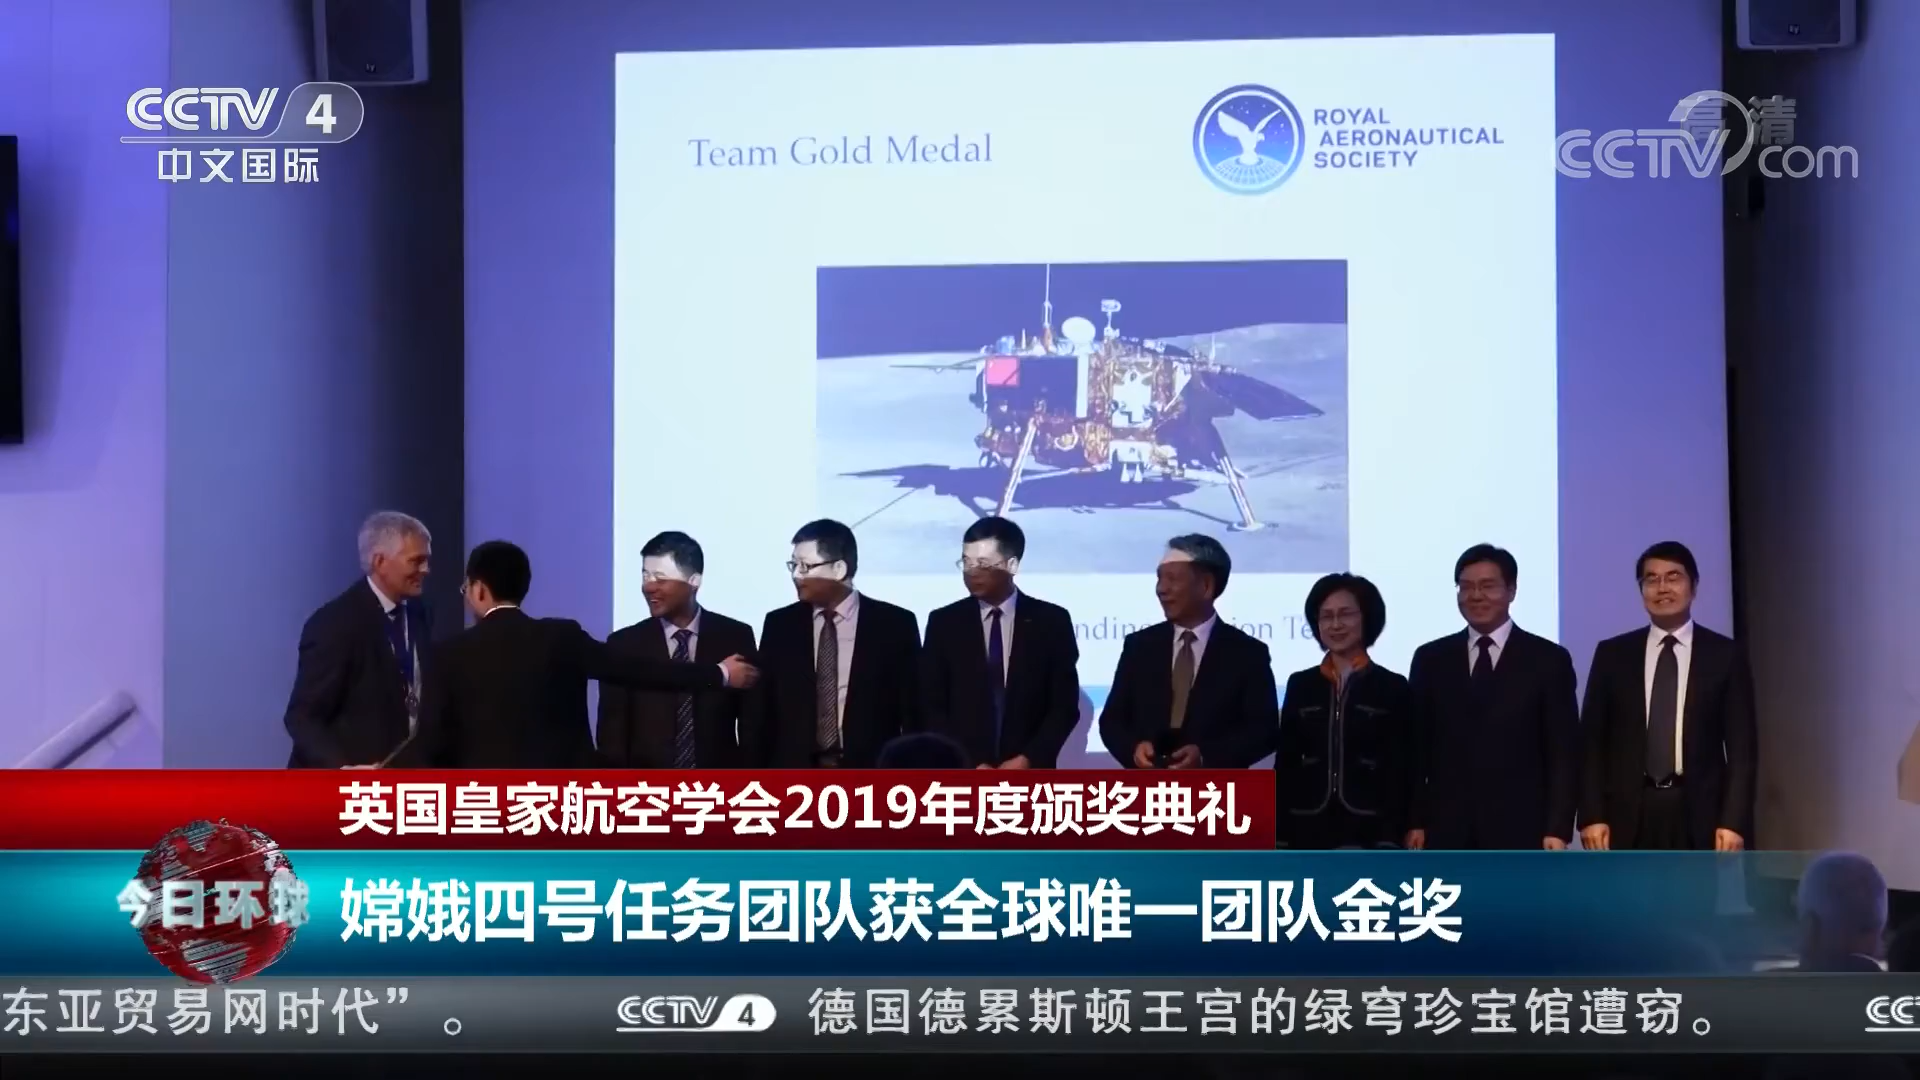 CCTV 4
中文国际
高清
CCTV.com
Team Gold Medal
ROYAL
AERONAUTICAL
SOCIETY
英国皇家航空学会2019年度颁奖典礼
今日环球
嫦娥四号任务团队获全球唯一团队金奖
东亚贸易网时代”。 CCTV 4 德国德累斯顿王宫的绿穹珍宝馆遭窃。